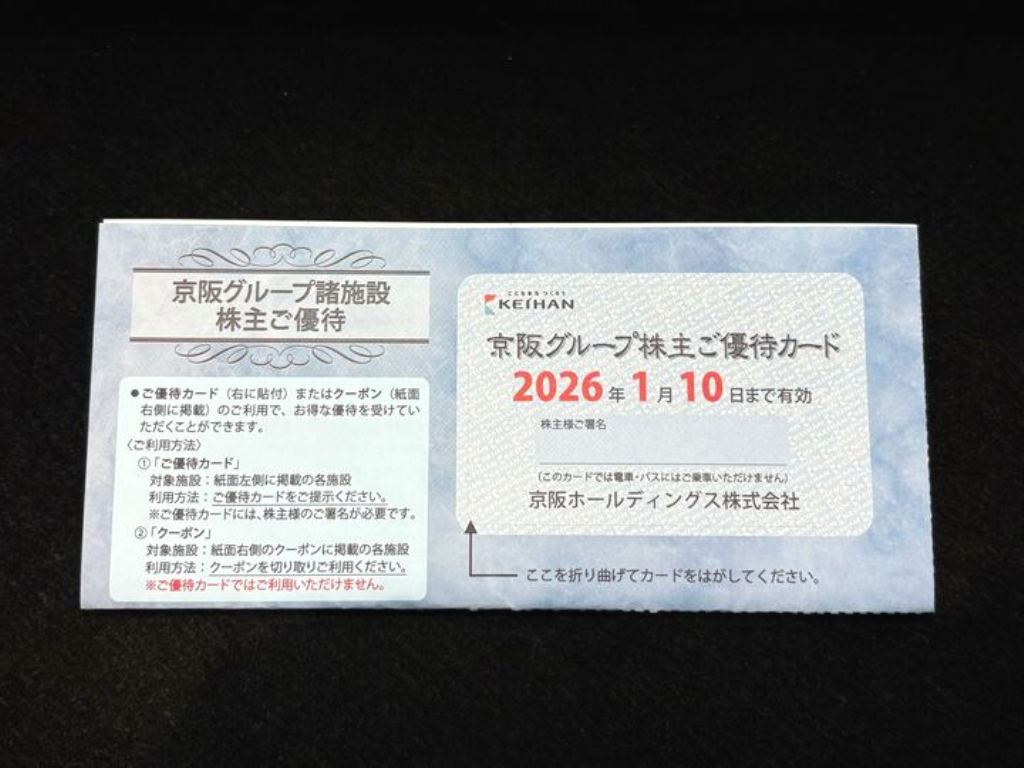 京阪グループ諸施設
株主ご優待
●ご優待カード（右に貼付）またはクーポン（紙面
右側に掲載）のご利用で、お得な優待を受けてい
ただくことができます。
〈ご利用方法〉
①「ご優待カード」
対象施設：紙面左側に掲載の各施設
利用方法：ご優待カードをご提示ください。
※ご優待カードには、株主様のご署名が必要です。
②「クーポン」
対象施設：紙面右側のクーポンに掲載の各施設
利用方法：クーポンを切り取りご利用ください。
※ご優待カードではご利用いただけません。
こころまち つくろう
KEIHAN
京阪グループ株主ご優待カード
2026年1月10日まで有効
株主様ご署名
（このカードでは電車・バスにはご乗車いただけません）
京阪ホールディングス株式会社
ここを折り曲げてカードをはがしてください。